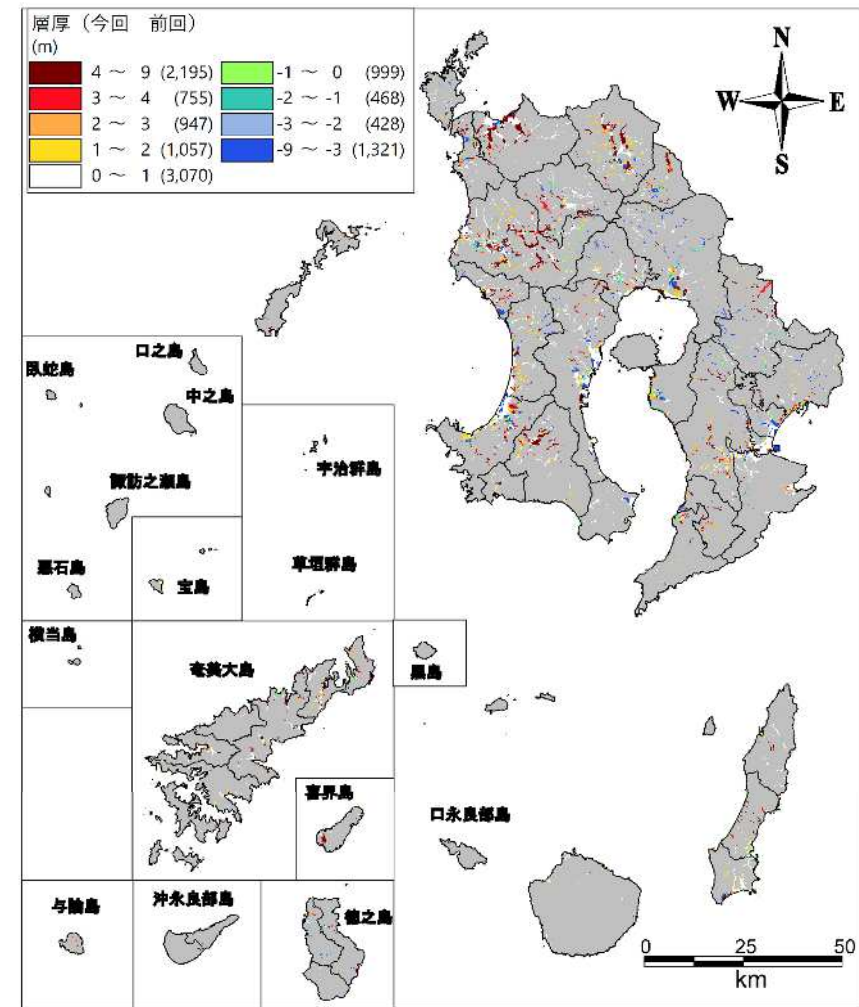 層厚（今回　前回）
(m)
4 ～ 9 (2,195)
3 ～ 4 (755)
2 ～ 3 (947)
1 ～ 2 (1,057)
0 ～ 1 (3,070)
-1 ～ 0 (999)
-2 ～ -1 (468)
-3 ～ -2 (428)
-9 ～ -3 (1,321)
N
W
E
S
口之島
臥蛇島
中之島
宇治群島
諏訪之瀬島
悪石島
宝島
草垣群島
横当島
奄美大島
黒島
喜界島
口永良部島
与論島
沖永良部島
徳之島
0 25 50
km